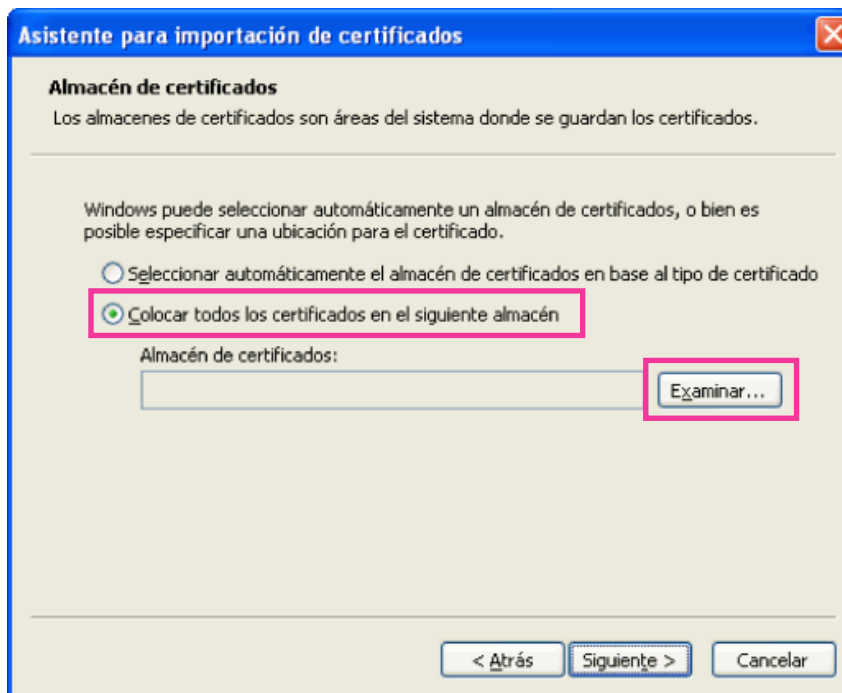 Asistente para importación de certificados
Almacén de certificados
Los almacenes de certificados son áreas del sistema donde se guardan los certificados.
Windows puede seleccionar automáticamente un almacén de certificados, o bien es
posible especificar una ubicación para el certificado.
Seleccionar automáticamente el almacén de certificados en base al tipo de certificado
Colocar todos los certificados en el siguiente almacén
Almacén de certificados:
Examinar...
< Atrás
Siguiente >
Cancelar